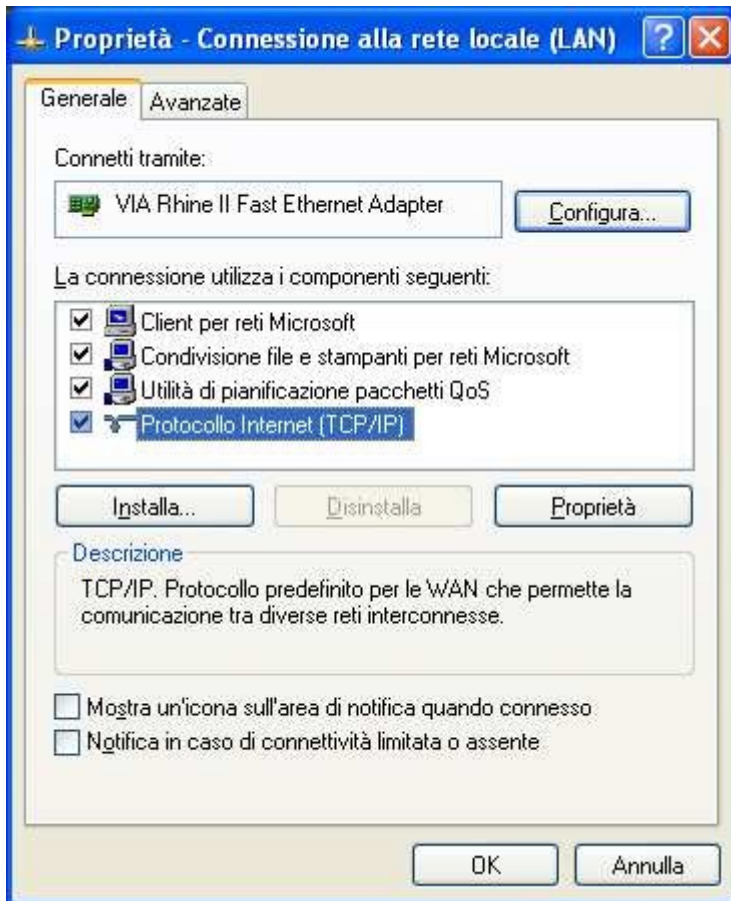 Proprietà - Connessione alla rete locale (LAN)
Generale
Avanzate
Connetti tramite:
VIA Rhine II Fast Ethernet Adapter
Configura...
La connessione utilizza i componenti seguenti:
Client per reti Microsoft
Condivisione file e stampanti per reti Microsoft
Utilità di pianificazione pacchetti QoS
Protocollo Internet (TCP/IP)
Installa...
Disinstalla
Proprietà
Descrizione
TCP/IP. Protocollo predefinito per le WAN che permette la
comunicazione tra diverse reti interconnesse.
Mostra un'icona sull'area di notifica quando connesso
Notifica in caso di connettività limitata o assente
OK
Annulla